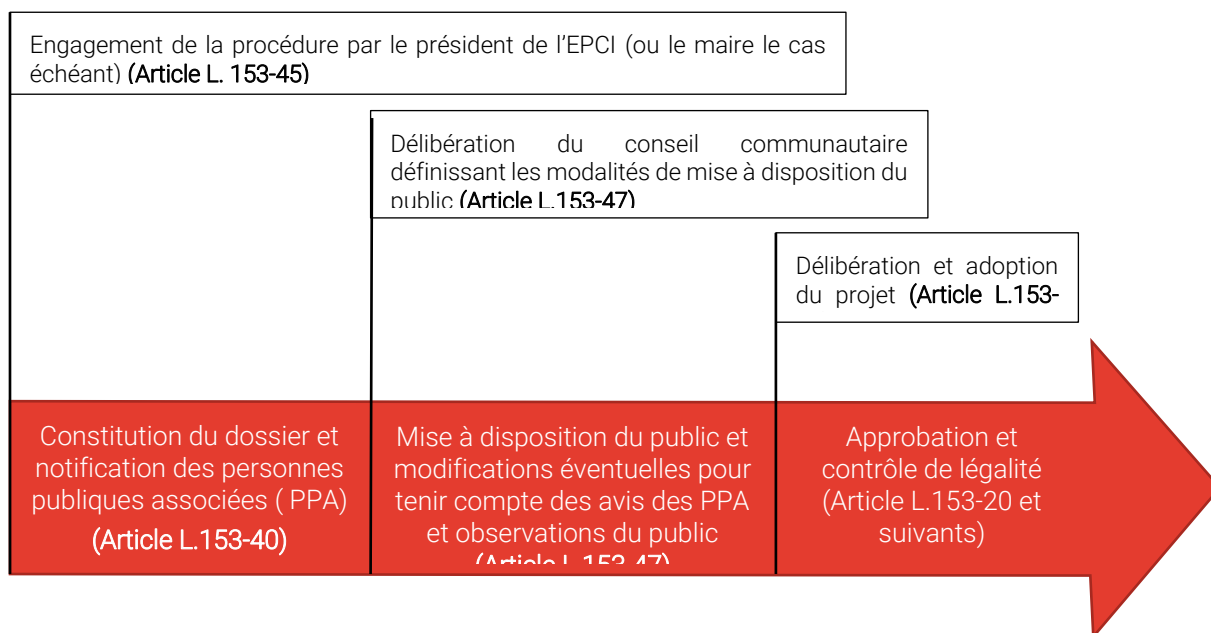 Engagement de la procédure par le président de l’EPCI (ou le maire le cas
échéant) (Article L. 153-45)
Délibération du conseil communautaire
définissant les modalités de mise à disposition du
public (Article L.153-47)
Délibération et adoption
du projet (Article L.153-
Constitution du dossier et
notification des personnes
publiques associées ( PPA)
(Article L.153-40)
Mise à disposition du public et
modifications éventuelles pour
tenir compte des avis des PPA
et observations du public
(Article L.153-47)
Approbation et
contrôle de légalité
(Article L.153-20 et
suivants)